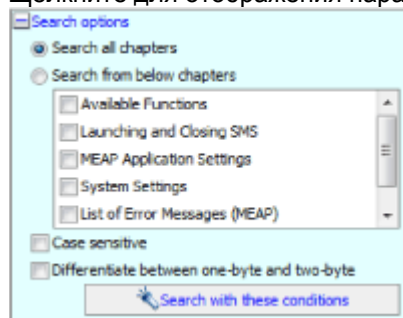 Щелкните для отображения пара
Search options
Search all chapters
Search from below chapters
Available Functions
Launching and Closing SMS
MEAP Application Settings
System Settings
List of Error Messages (MEAP)
Case sensitive
Differentiate between one-byte and two-byte
Search with these conditions